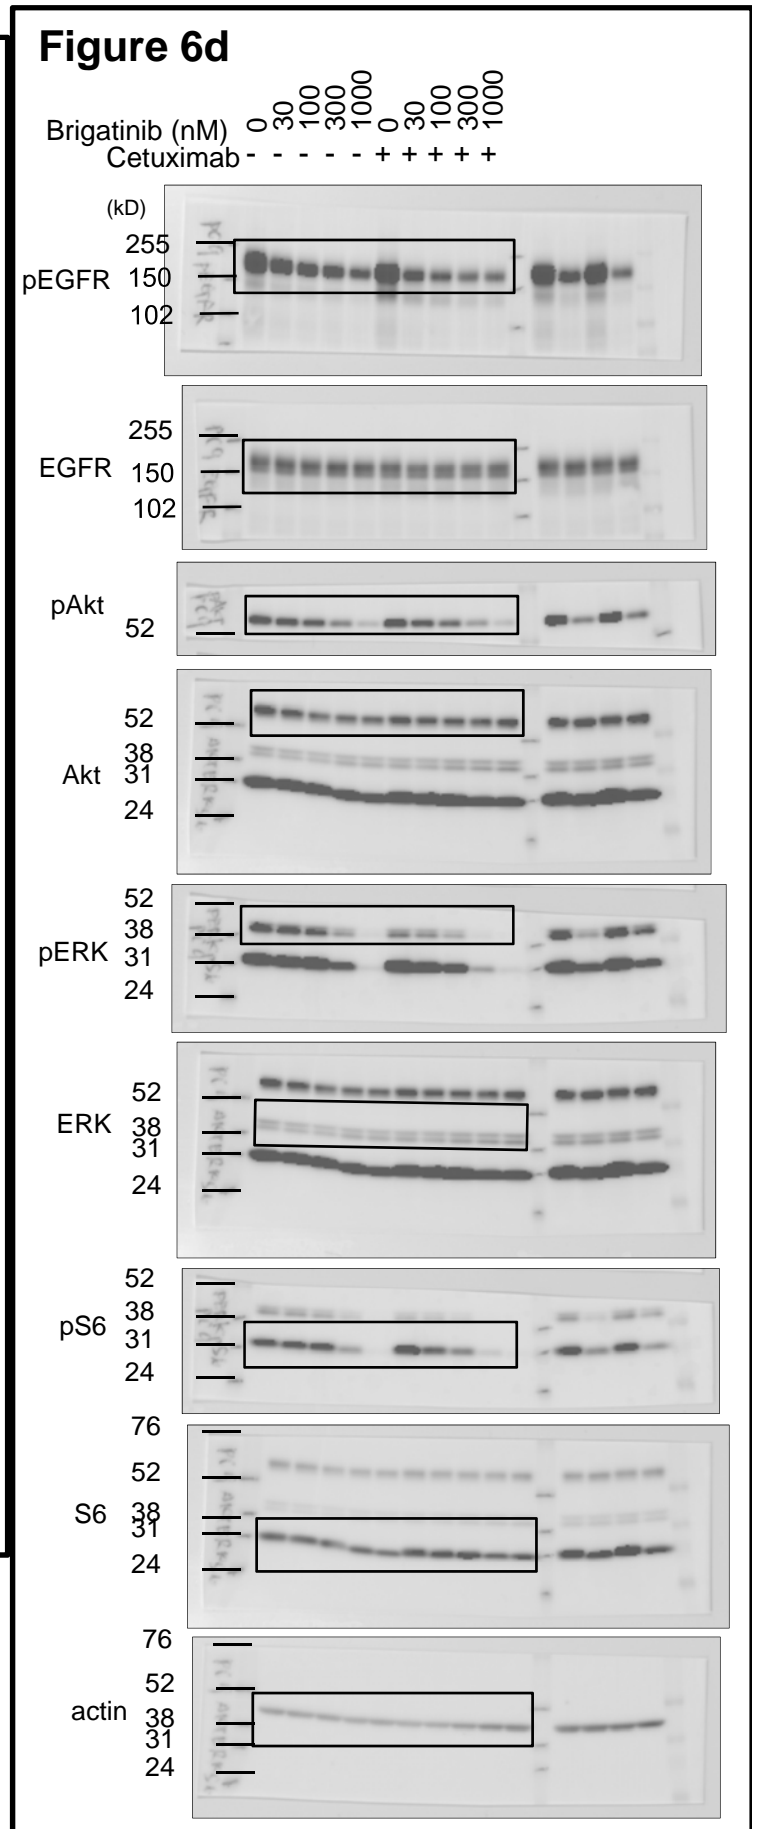 Figure 6d
Brigatinib (nM) 0 30 100 300 1000 0 30 100 300 1000
Cetuximab - - - - - + + + + +
(kD)
pEGFR
255
150
102
EGFR
255
150
102
pAkt
52
Akt
52
38
31
24
pERK
52
38
31
24
ERK
52
38
31
24
pS6
52
38
31
24
S6
76
52
38
31
24
actin
76
52
38
31
24